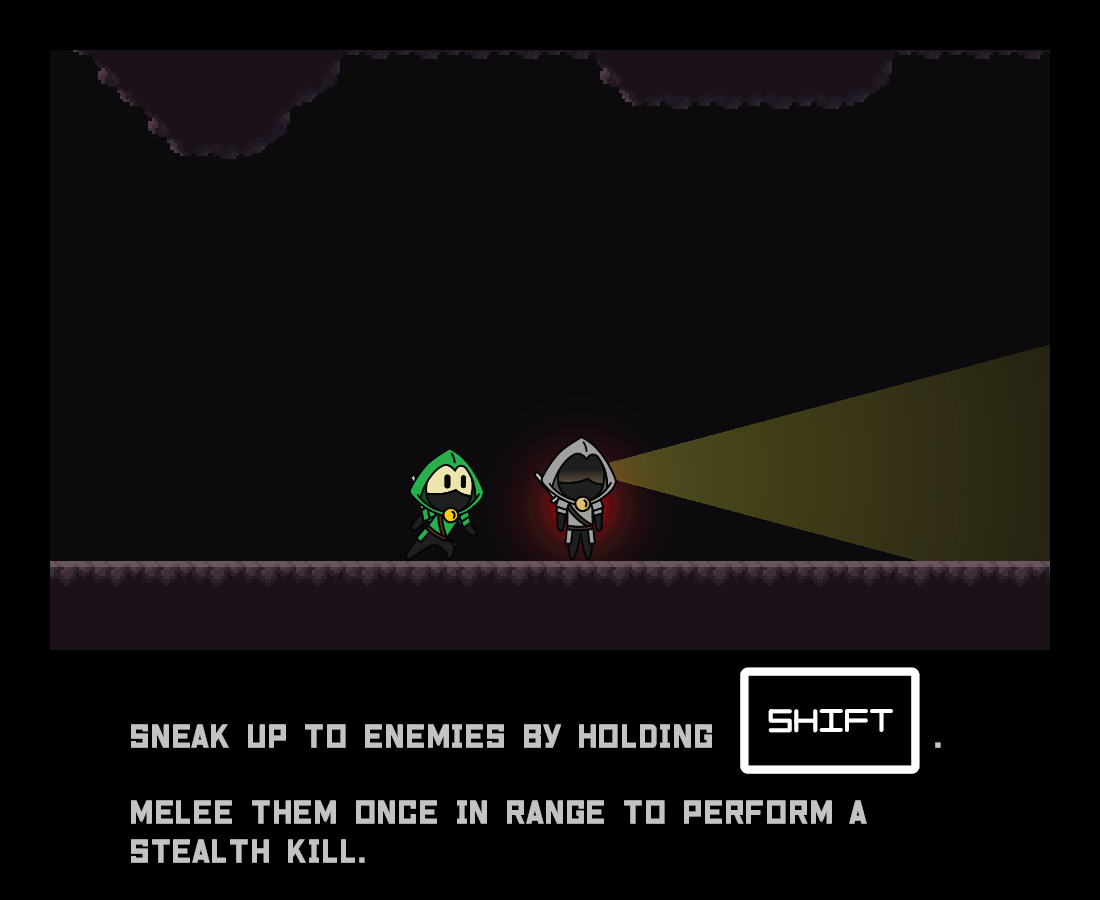 SNEAK UP TO ENEMIES BY HOLDING SHIFT .
MELEE THEM ONCE IN RANGE TO PERFORM A
STEALTH KILL.